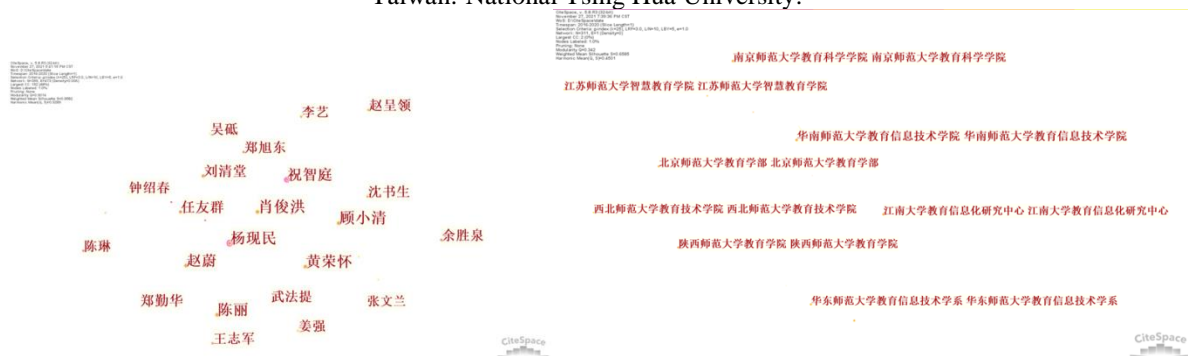 Taiwan: National Tsing Hua University.
李艺
赵呈领
吴砥
郑旭东
刘清堂
祝智庭
钟绍春
沈书生
任友群
肖俊洪
顾小清
杨现民
余胜泉
陈琳
赵蔚
黄荣怀
郑勤华
武法提
陈丽
张文兰
姜强
王志军
CiteSpace
南京师范大学教育科学学院 南京师范大学教育科学学院
江苏师范大学智慧教育学院 江苏师范大学智慧教育学院
华南师范大学教育信息技术学院 华南师范大学教育信息技术学院
北京师范大学教育学部 北京师范大学教育学部
西北师范大学教育技术学院 西北师范大学教育技术学院
江南大学教育信息化研究中心 江南大学教育信息化研究中心
陕西师范大学教育学院 陕西师范大学教育学院
华东师范大学教育信息技术学系 华东师范大学教育信息技术学系
CiteSpace